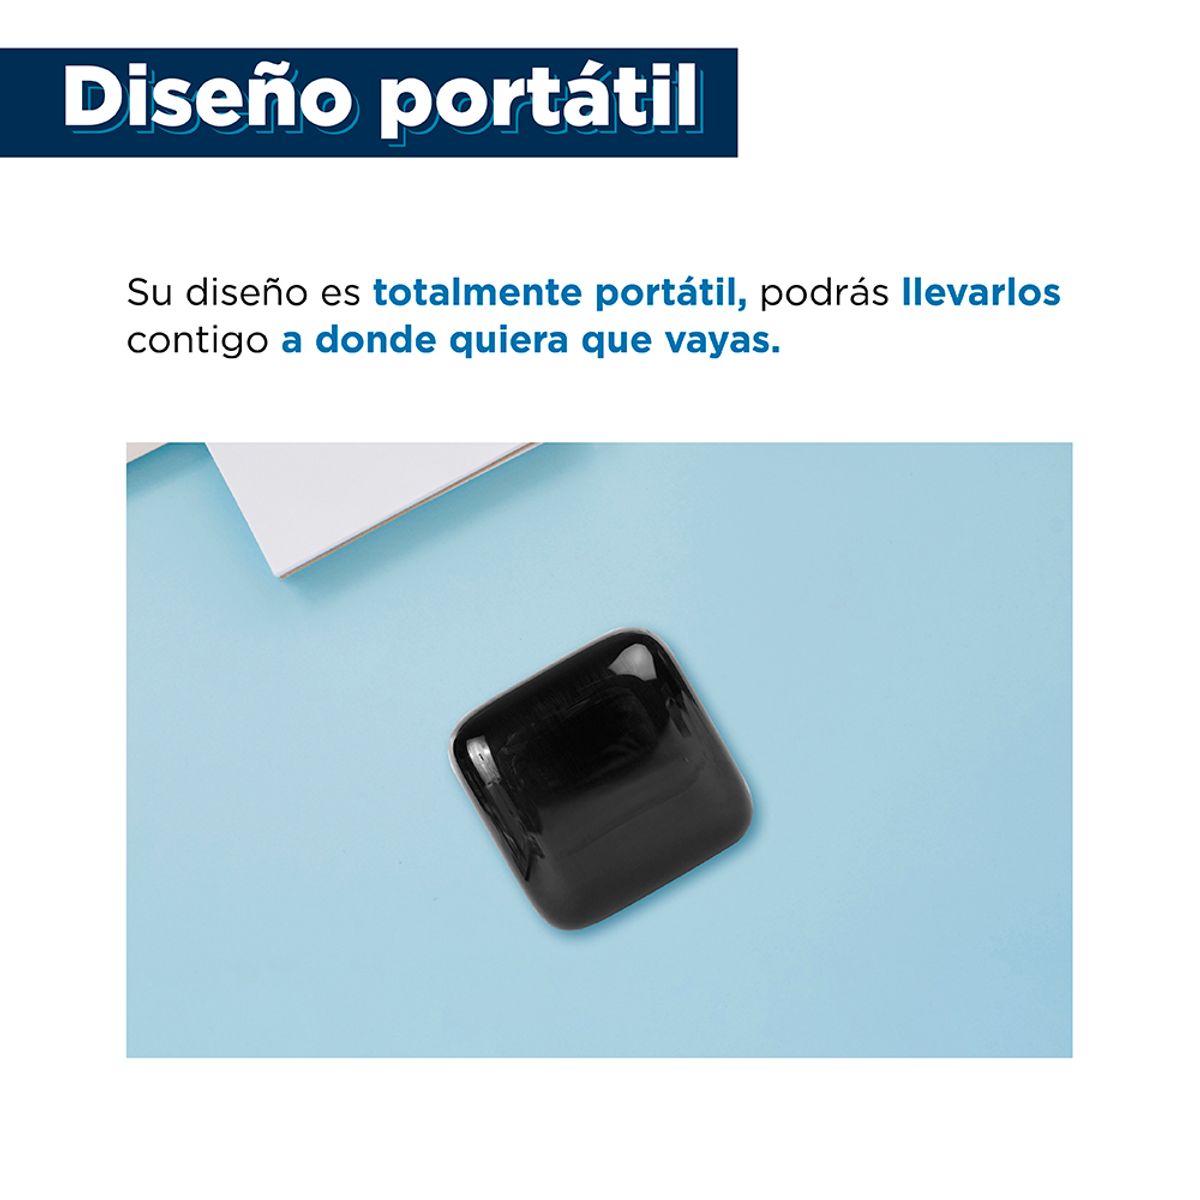 Diseño portátil
Su diseño es totalmente portátil, podrás llevarlos
contigo a donde quiera que vayas.